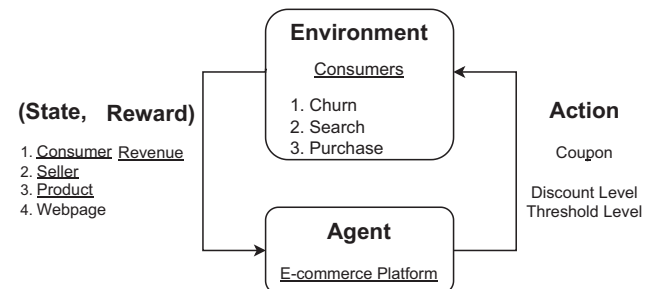 Environment
Consumers
1. Churn
2. Search
3. Purchase
(State, Reward)
1. Consumer Revenue
2. Seller
3. Product
4. Webpage
Action
Coupon
Discount Level
Threshold Level
Agent
E-commerce Platform